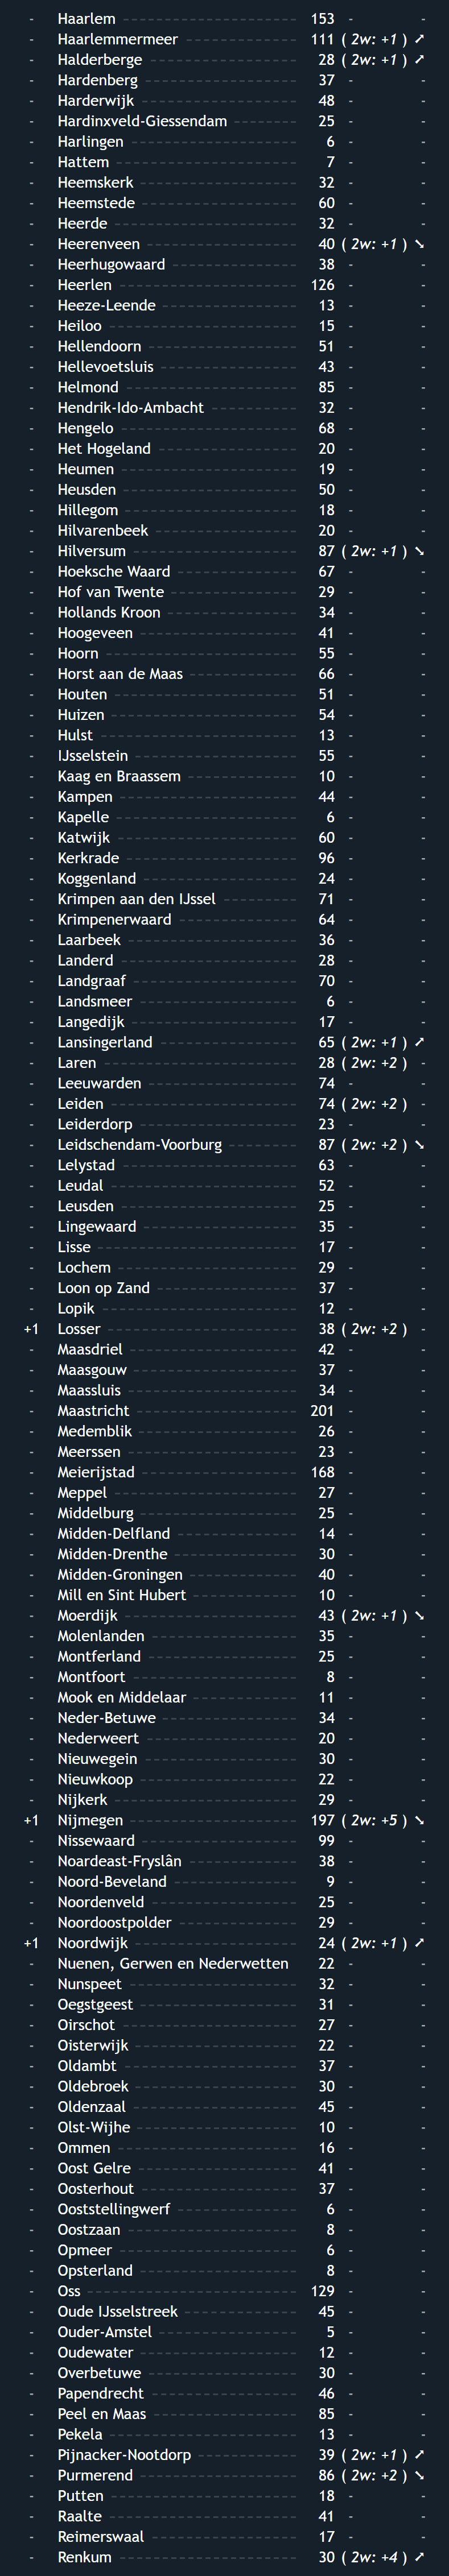 - Haarlem 153 - -
- Haarlemmermeer 111 ( 2w: +1 ) ➚
- Halderberge 28 ( 2w: +1 ) ➚
- Hardenberg 37 - -
- Harderwijk 48 - -
- Hardinxveld-Giessendam 25 - -
- Harlingen 6 - -
- Hattem 7 - -
- Heemskerk 32 - -
- Heemstede 60 - -
- Heerde 32 - -
- Heerenveen 40 ( 2w: +1 ) ➘
- Heerhugowaard 38 - -
- Heerlen 126 - -
- Heeze-Leende 13 - -
- Heiloo 15 - -
- Hellendoorn 51 - -
- Hellevoetsluis 43 - -
- Helmond 85 - -
- Hendrik-Ido-Ambacht 32 - -
- Hengelo 68 - -
- Het Hogeland 20 - -
- Heumen 19 - -
- Heusden 50 - -
- Hillegom 18 - -
- Hilvarenbeek 20 - -
- Hilversum 87 ( 2w: +1 ) ➘
- Hoeksche Waard 67 - -
- Hof van Twente 29 - -
- Hollands Kroon 34 - -
- Hoogeveen 41 - -
- Hoorn 55 - -
- Horst aan de Maas 66 - -
- Houten 51 - -
- Huizen 54 - -
- Hulst 13 - -
- IJsselstein 55 - -
- Kaag en Braassem 10 - -
- Kampen 44 - -
- Kapelle 6 - -
- Katwijk 60 - -
- Kerkrade 96 - -
- Koggenland 24 - -
- Krimpen aan den IJssel 71 - -
- Krimpenerwaard 64 - -
- Laarbeek 36 - -
- Landerd 28 - -
- Landgraaf 70 - -
- Landsmeer 6 - -
- Langedijk 17 - -
- Lansingerland 65 ( 2w: +1 ) ➚
- Laren 28 ( 2w: +2 ) -
- Leeuwarden 74 - -
- Leiden 74 ( 2w: +2 ) -
- Leiderdorp 23 - -
- Leidschendam-Voorburg 87 ( 2w: +2 ) ➘
- Lelystad 63 - -
- Leudal 52 - -
- Leusden 25 - -
- Lingewaard 35 - -
- Lisse 17 - -
- Lochem 29 - -
- Loon op Zand 37 - -
- Lopik 12 - -
+1 Losser 38 ( 2w: +2 ) -
- Maasdriel 42 - -
- Maasgouw 37 - -
- Maassluis 34 - -
- Maastricht 201 - -
- Medemblik 26 - -
- Meerssen 23 - -
- Meierijstad 168 - -
- Meppel 27 - -
- Middelburg 25 - -
- Midden-Delfland 14 - -
- Midden-Drenthe 30 - -
- Midden-Groningen 40 - -
- Mill en Sint Hubert 10 - -
- Moerdijk 43 ( 2w: +1 ) ➘
- Molenlanden 35 - -
- Montferland 25 - -
- Montfoort 8 - -
- Mook en Middelaar 11 - -
- Neder-Betuwe 34 - -
- Nederweert 20 - -
- Nieuwegein 30 - -
- Nieuwkoop 22 - -
- Nijkerk 29 - -
+1 Nijmegen 197 ( 2w: +5 ) ➘
- Nissewaard 99 - -
- Noardeast-Fryslân 38 - -
- Noord-Beveland 9 - -
- Noordenveld 25 - -
- Noordoostpolder 29 - -
+1 Noordwijk 24 ( 2w: +1 ) ➚
- Nuenen, Gerwen en Nederwetten 22 - -
- Nunspeet 32 - -
- Oegstgeest 31 - -
- Oirschot 27 - -
- Oisterwijk 22 - -
- Oldambt 37 - -
- Oldebroek 30 - -
- Oldenzaal 45 - -
- Olst-Wijhe 10 - -
- Ommen 16 - -
- Oost Gelre 41 - -
- Oosterhout 37 - -
- Ooststellingwerf 6 - -
- Oostzaan 8 - -
- Opmeer 6 - -
- Opsterland 8 - -
- Oss 129 - -
- Oude IJsselstreek 45 - -
- Ouder-Amstel 5 - -
- Oudewater 12 - -
- Overbetuwe 30 - -
- Papendrecht 46 - -
- Peel en Maas 85 - -
- Pekela 13 - -
- Pijnacker-Nootdorp 39 ( 2w: +1 ) ➚
- Purmerend 86 ( 2w: +2 ) ➘
- Putten 18 - -
- Raalte 41 - -
- Reimerswaal 17 - -
- Renkum 30 ( 2w: +4 ) ➚